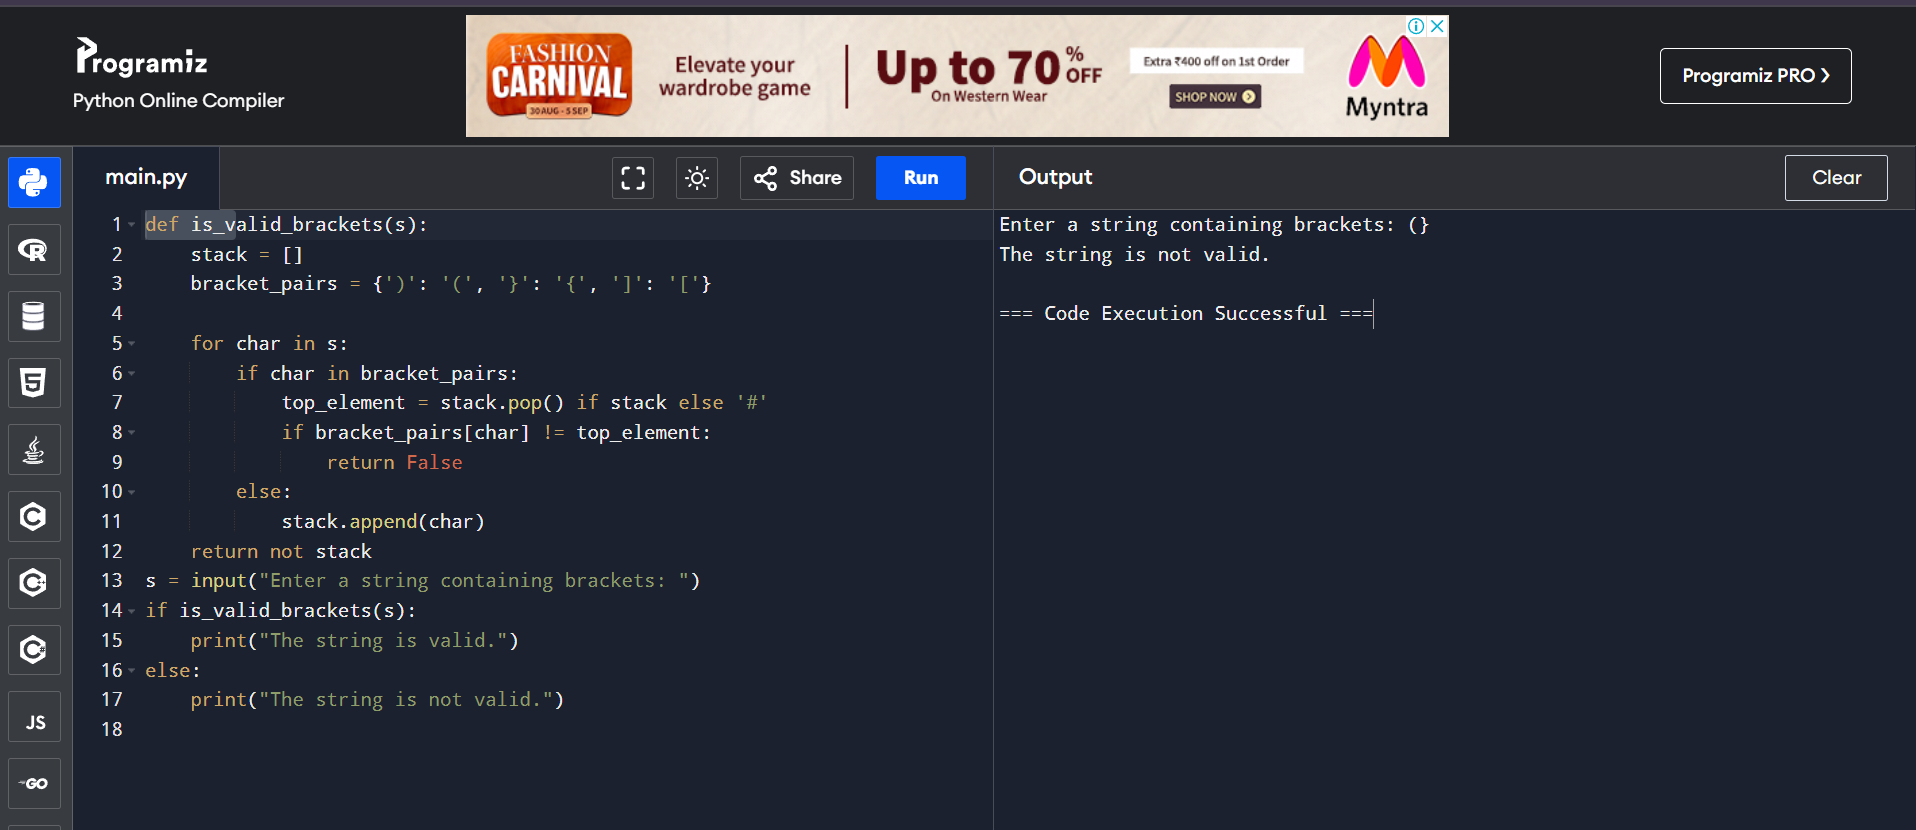 Programiz
Python Online Compiler
FASHION
CARNIVAL
30 AUG - 5 SEP
Elevate your
wardrobe game
Up to 70% OFF
On Western Wear
Extra ₹400 off on 1st Order
SHOP NOW
Myntra
Programiz PRO
main.py
Share
Run
Output
Clear
1 def is_valid_brackets(s):
2     stack = []
3     bracket_pairs = {')': '(', '}': '{', ']': '['}
4
5     for char in s:
6         if char in bracket_pairs:
7             top_element = stack.pop() if stack else '#'
8             if bracket_pairs[char] != top_element:
9                 return False
10         else:
11             stack.append(char)
12     return not stack
13 s = input("Enter a string containing brackets: ")
14 if is_valid_brackets(s):
15     print("The string is valid.")
16 else:
17     print("The string is not valid.")
18
Enter a string containing brackets: (}
The string is not valid.
=== Code Execution Successful ===
R
5
C
C++
C#
JS
GO